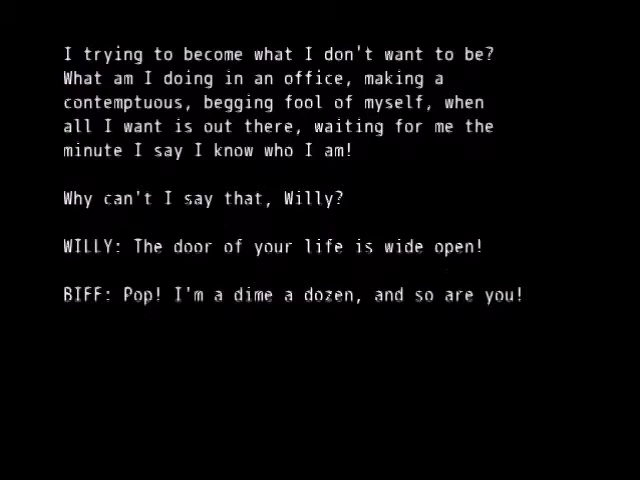 I trying to become what I don't want to be?
What am I doing in an office, making a
contemptuous, begging fool of myself, when
all I want is out there, waiting for me the
minute I say I know who I am!
Why can't I say that, Willy?
WILLY: The door of your life is wide open!
BIFF: Pop! I'm a dime a dozen, and so are you!